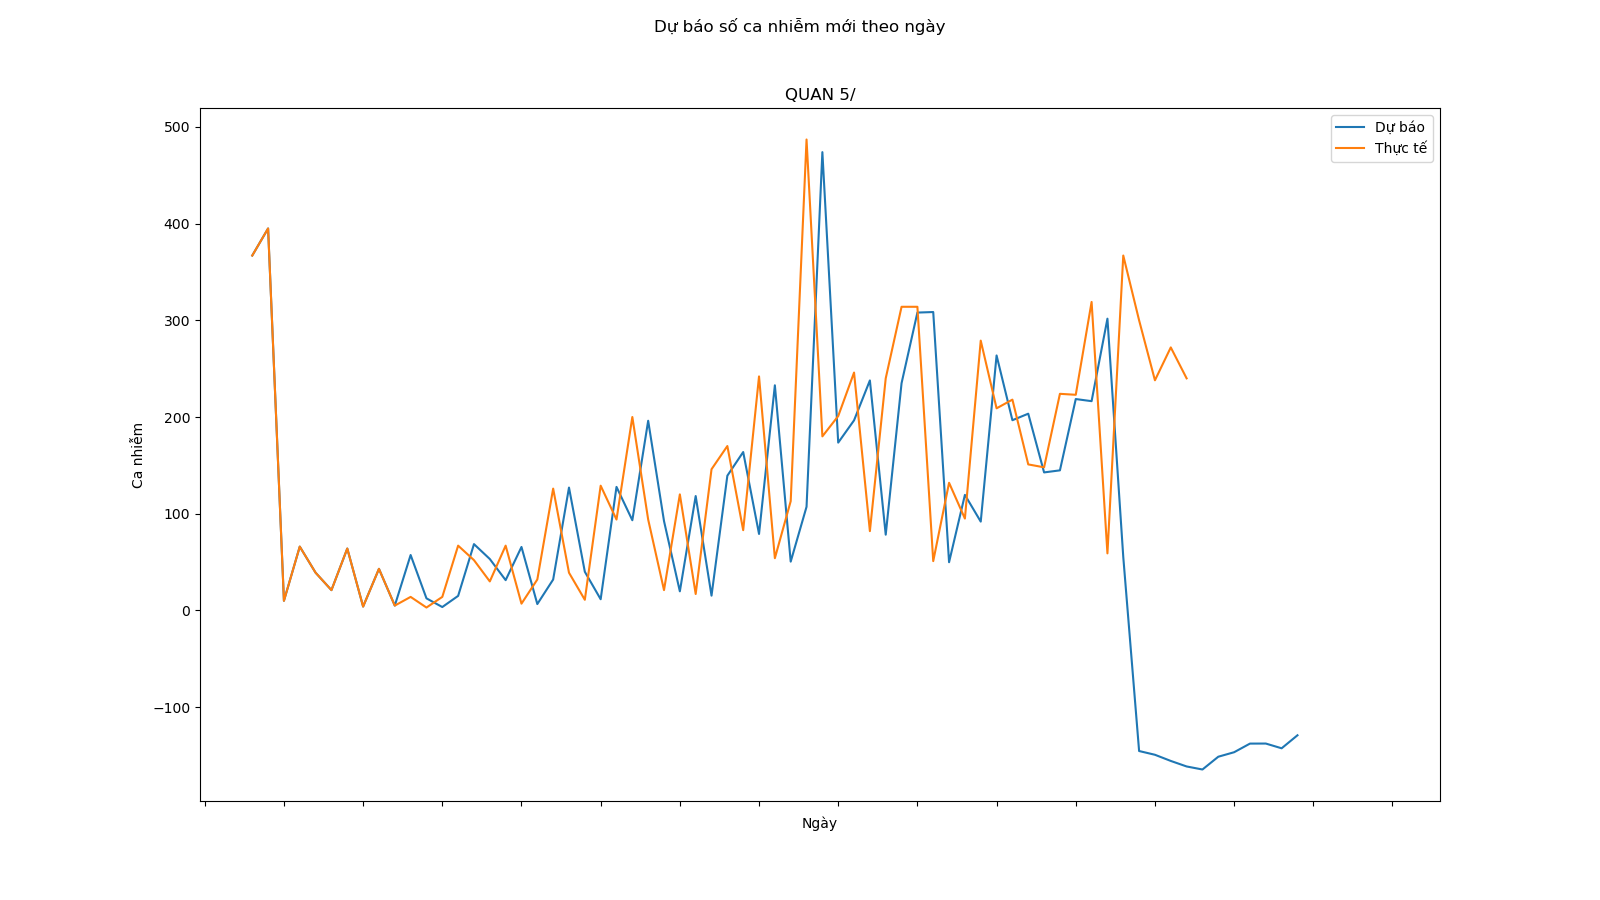 Dự báo số ca nhiễm mới theo ngày
QUAN 5/
Dự báo
Thực tế
500
400
300
200
100
0
−100
Ca nhiễm
Ngày